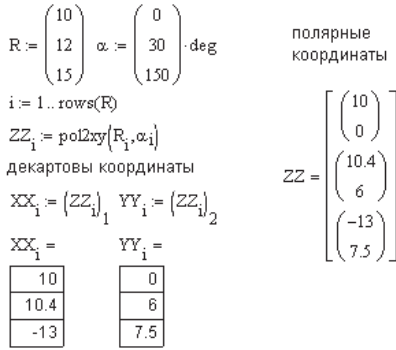 R := (10 12 15) α := (0 30 150) · deg
i := 1 .. rows(R)
ZZ_i := pol2xy(R_i, α_i)
декартовы координаты
XX_i := (ZZ_i)_1 YY_i := (ZZ_i)_2
XX_i = YY_i =
10 0
10.4 6
-13 7.5
полярные
координаты
ZZ = [(10 0) (10.4 6) (-13 7.5)]